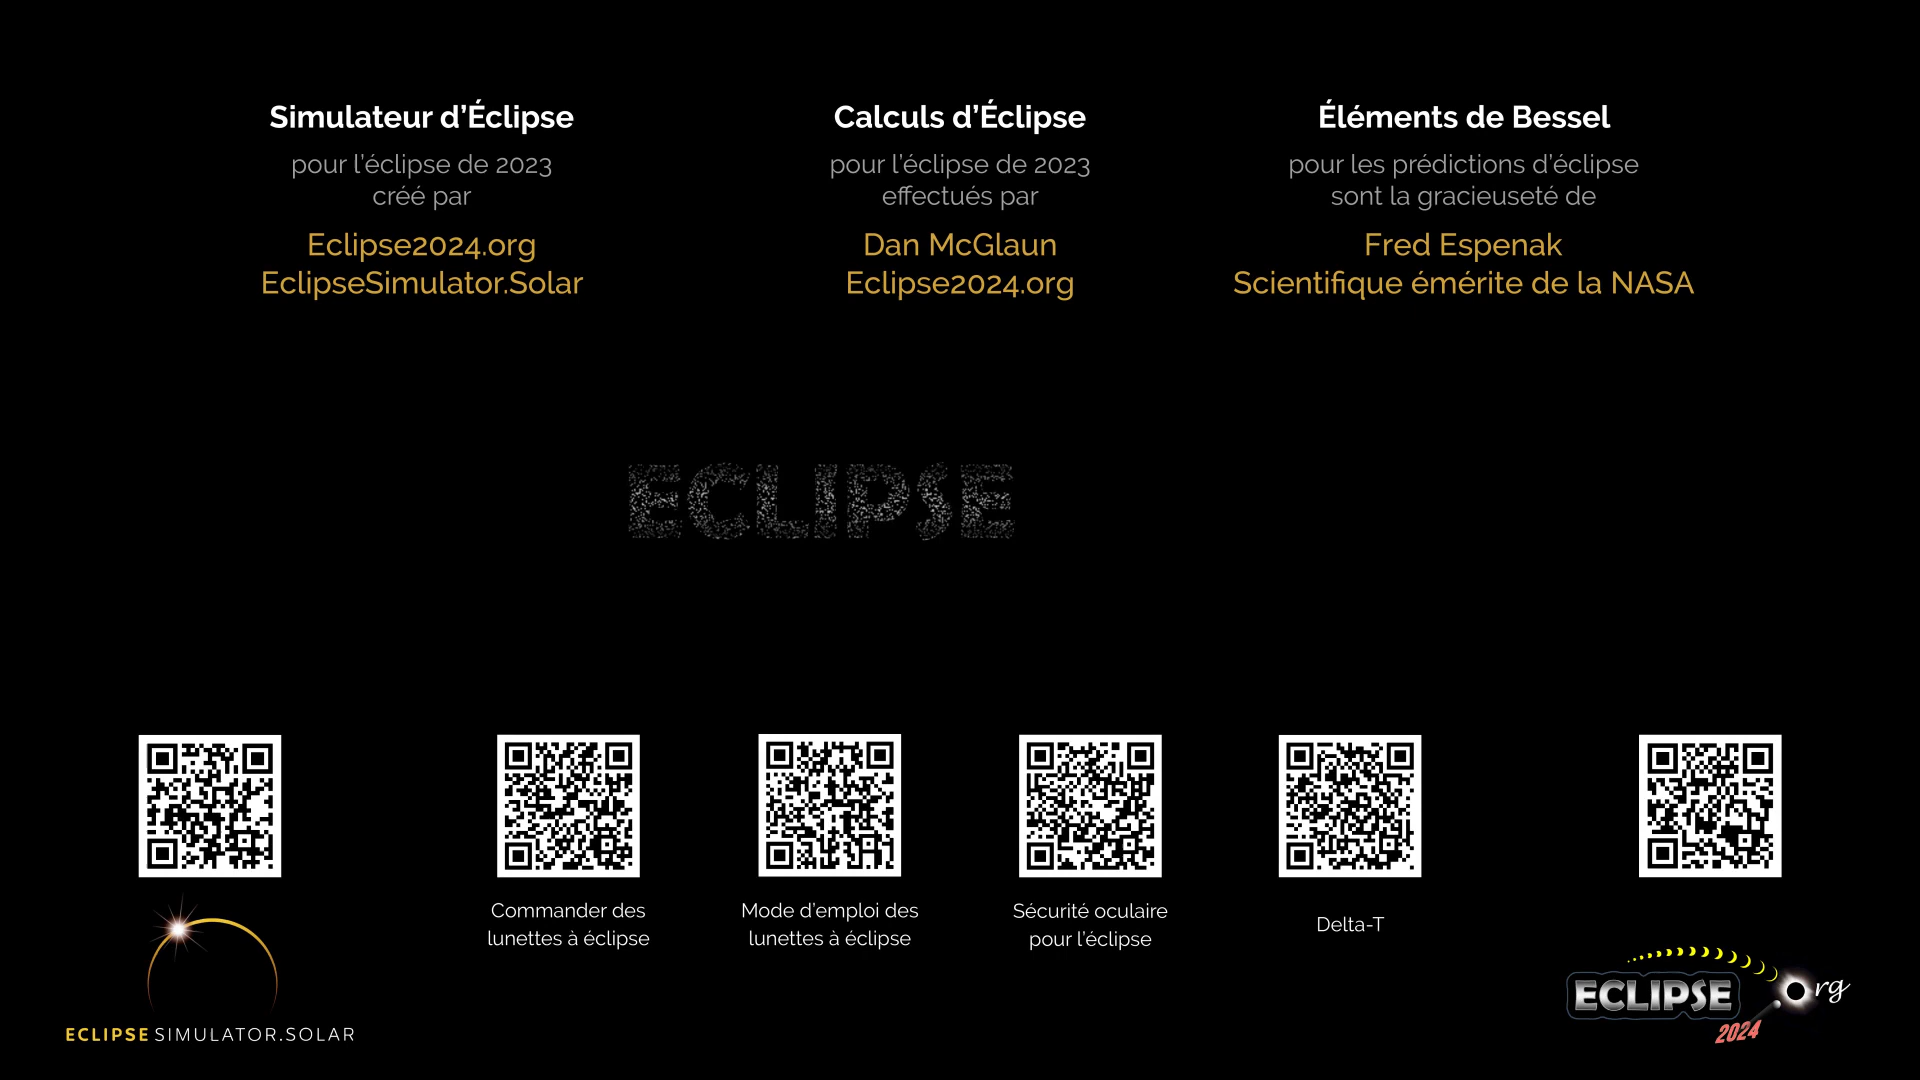 Simulateur d’Éclipse
pour l’éclipse de 2023
créé par
Eclipse2024.org
EclipseSimulator.Solar
Calculs d’Éclipse
pour l’éclipse de 2023
effectués par
Dan McGlaun
Eclipse2024.org
Éléments de Bessel
pour les prédictions d’éclipse
sont la gracieuseté de
Fred Espenak
Scientifique émérite de la NASA
ECLIPSE
Commander des
lunettes à éclipse
Mode d’emploi des
lunettes à éclipse
Sécurité oculaire
pour l’éclipse
Delta-T
ECLIPSESIMULATOR.SOLAR
ECLIPSE
2024
rg